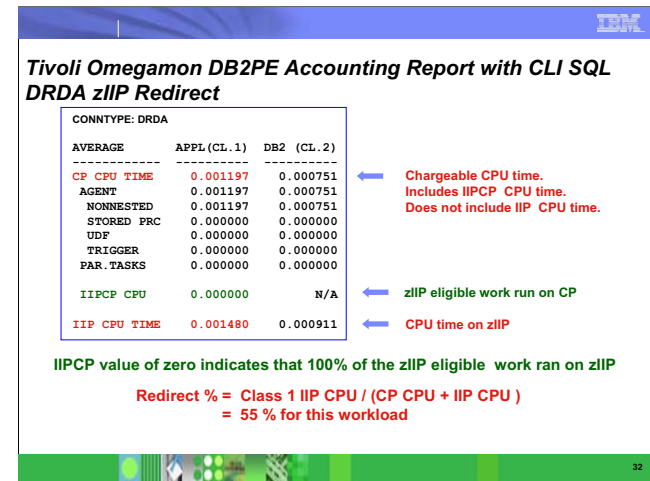 IBM
Tivoli Omegamon DB2PE Accounting Report with CLI SQL
DRDA zIIP Redirect
CONNTYPE: DRDA
AVERAGE APPL(CL.1) DB2 (CL.2)
------------ ---------- ----------
CP CPU TIME 0.001197 0.000751 Chargeable CPU time.
AGENT 0.001197 0.000751 Includes IIPCP CPU time.
NONNESTED 0.001197 0.000751 Does not include IIP CPU time.
STORED PRC 0.000000 0.000000
UDF 0.000000 0.000000
TRIGGER 0.000000 0.000000
PAR.TASKS 0.000000 0.000000
IIPCP CPU 0.000000 N/A zIIP eligible work run on CP
IIP CPU TIME 0.001480 0.000911 CPU time on zIIP
IIPCP value of zero indicates that 100% of the zIIP eligible work ran on zIIP
Redirect % = Class 1 IIP CPU / (CP CPU + IIP CPU )
= 55 % for this workload
32